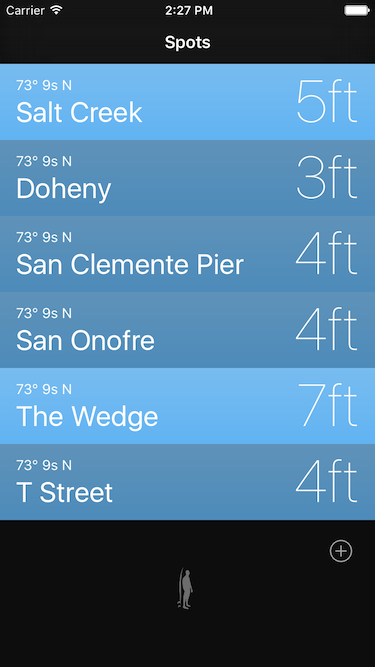 Carrier 2:27 PM
Spots
73° 9s N
Salt Creek 5ft
73° 9s N
Doheny 3ft
73° 9s N
San Clemente Pier 4ft
73° 9s N
San Onofre 4ft
73° 9s N
The Wedge 7ft
73° 9s N
T Street 4ft